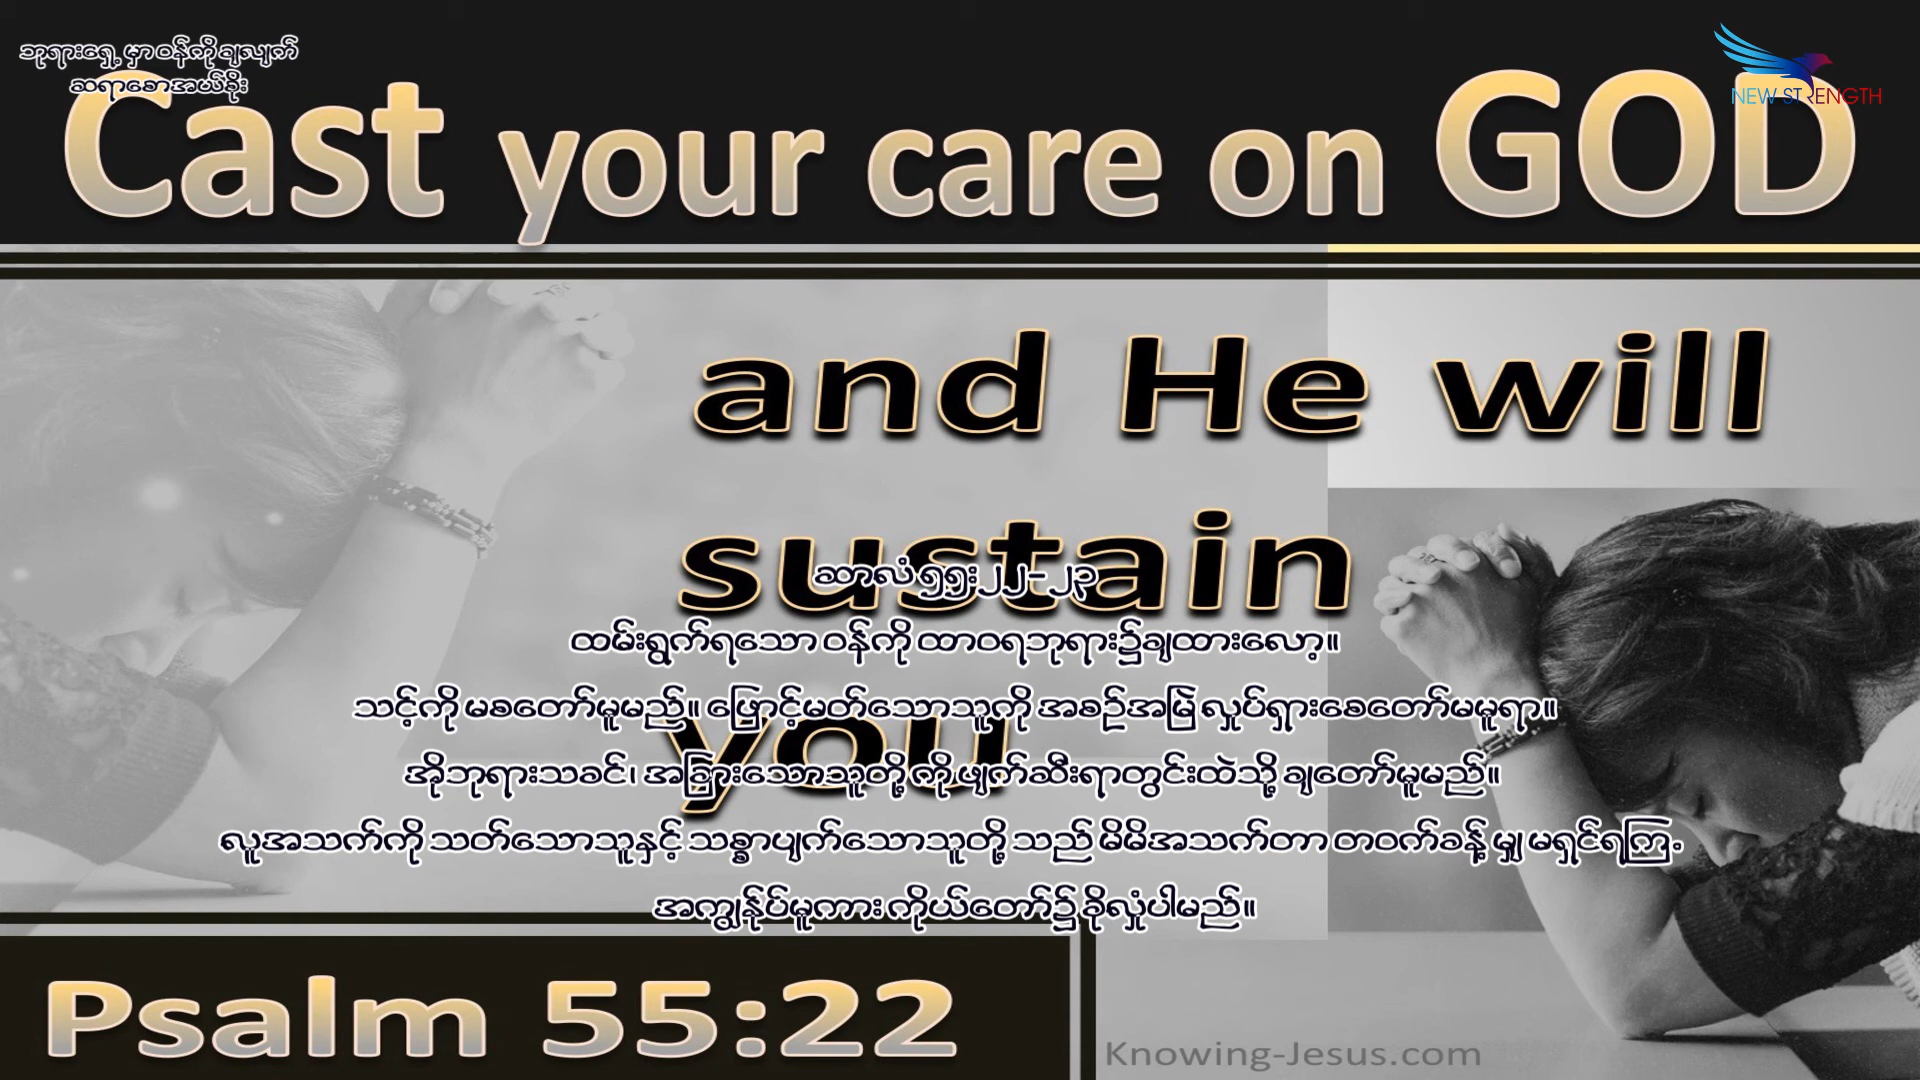 ဘုရားရှေ့မှာ ဝန်ကိုချလျက်
ဆရာစောအယ်ခိုး
NEW STRENGTH
Cast your care on GOD
and He will
sustain
you
ဆာလံ ၅၅း၂၂-၂၃
ထမ်းရွက်ရသော ဝန်ကို ထာဝရဘုရား၌ချထားလော့။
သင့်ကို မစတော်မူမည်။ ဖြောင့်မတ်သောသူကို အစဉ်အမြဲ လှုပ်ရှားစေတော်မမူရာ။
အိုဘုရားသခင်၊ အခြားသောသူတို့ကို ဖျက်ဆီးရာတွင်းထဲသို့ ချတော်မူမည်။
လူအသက်ကို သတ်သောသူနှင့် သစ္စာပျက်သောသူတို့သည် မိမိအသက်တာ တဝက်ခန့်မျှ မရှင်ရကြ။
အကျွန်ုပ်မူကား ကိုယ်တော်၌ ခိုလှုံပါမည်။
Psalm 55:22
Knowing-Jesus.com